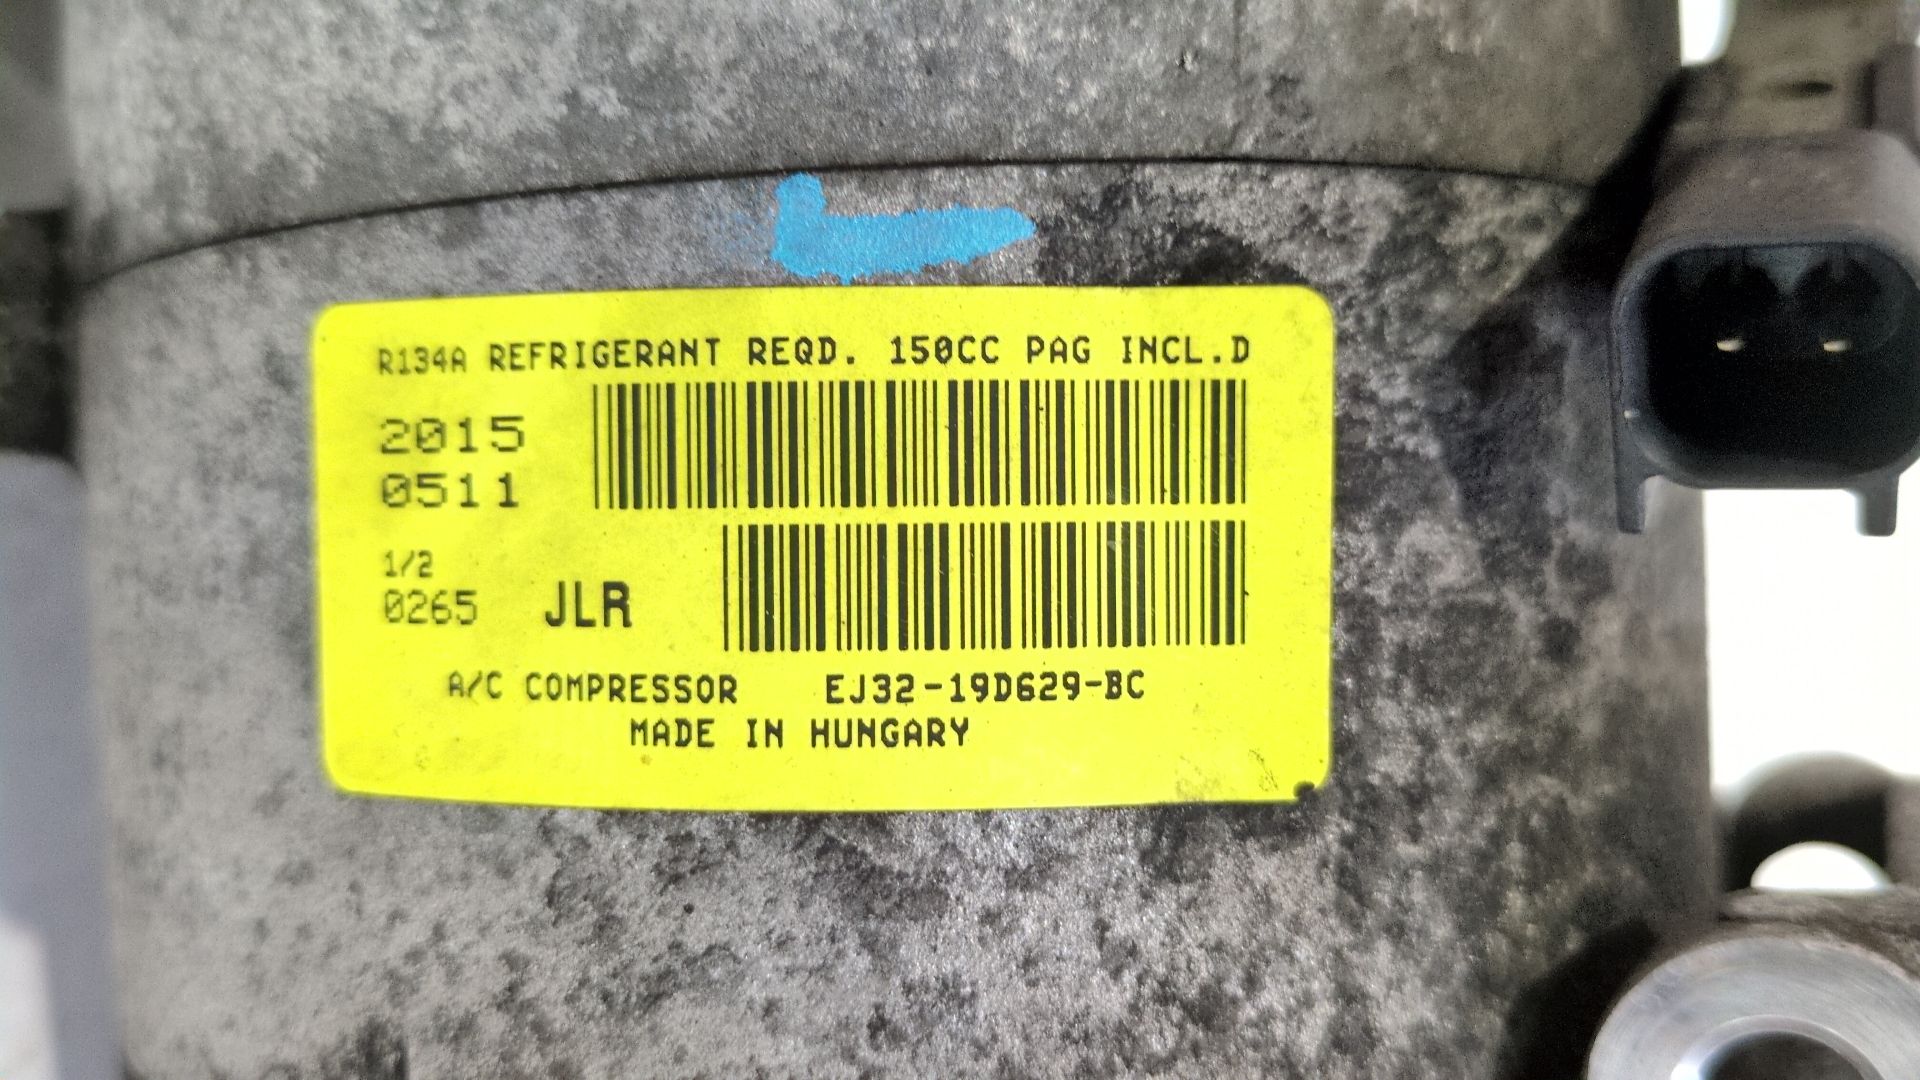 R134A REFRIGERANT REQD. 150CC PAG INCL.D
2015
0511
1/2
0265 JLR
A/C COMPRESSOR EJ32-19D629-BC
MADE IN HUNGARY